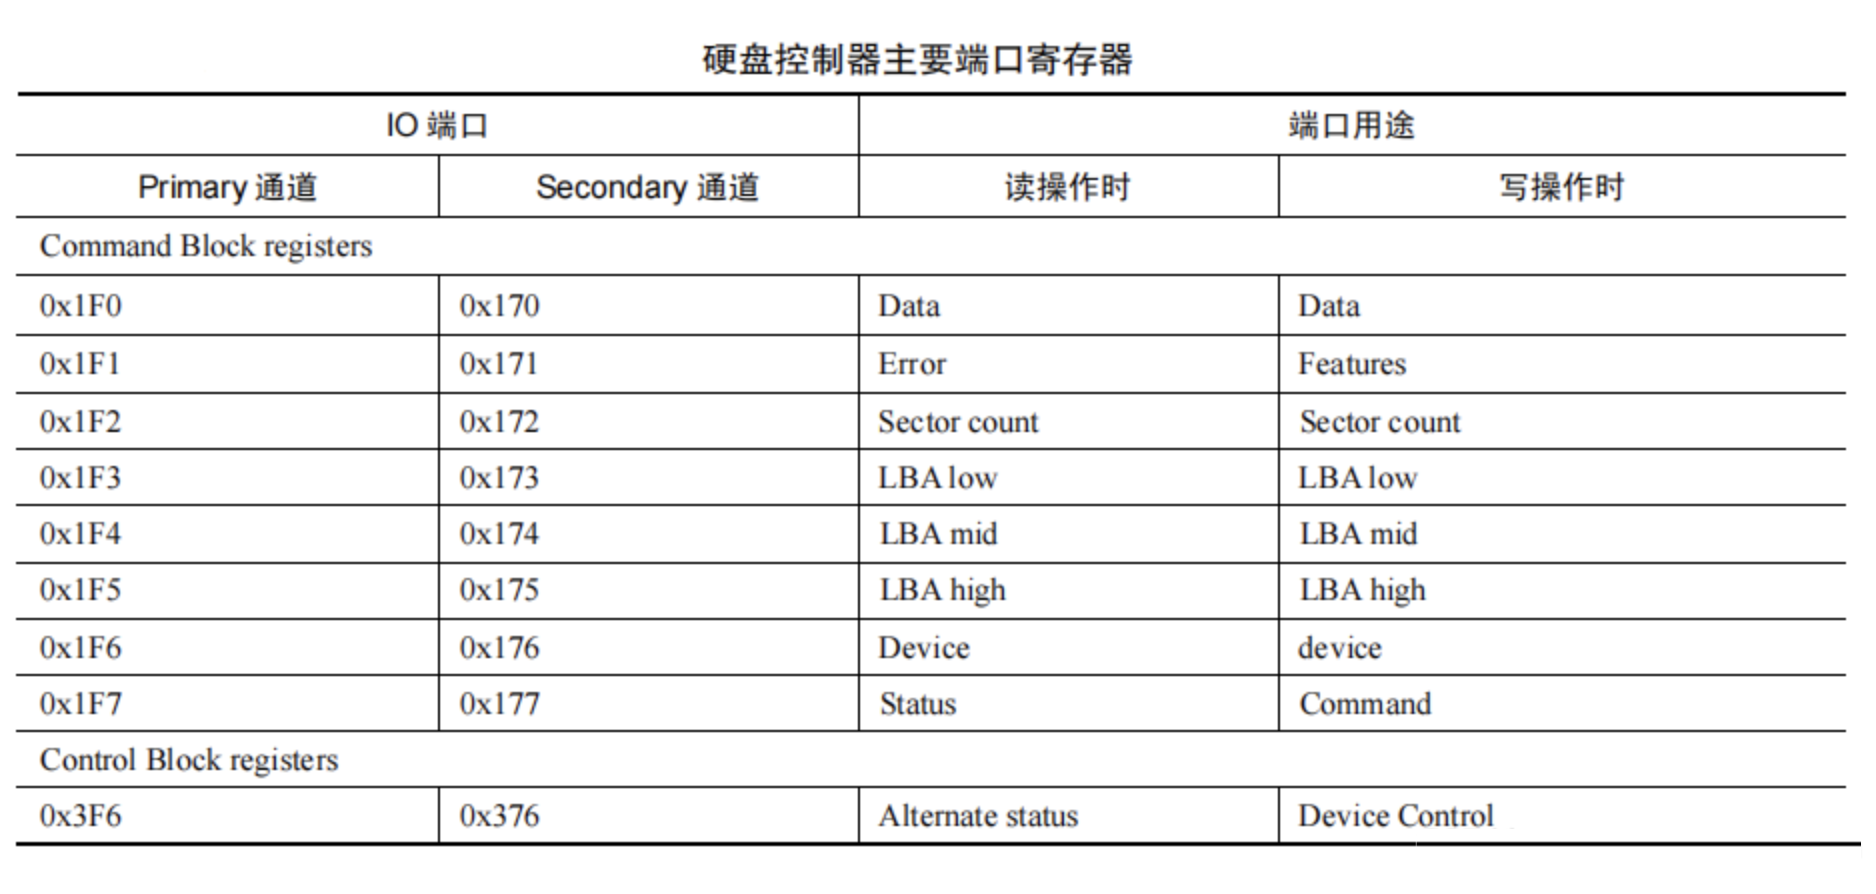 硬盘控制器主要端口寄存器
IO 端口 端口用途
Primary 通道 Secondary 通道 读操作时 写操作时
Command Block registers
0x1F0 0x170 Data Data
0x1F1 0x171 Error Features
0x1F2 0x172 Sector count Sector count
0x1F3 0x173 LBA low LBA low
0x1F4 0x174 LBA mid LBA mid
0x1F5 0x175 LBA high LBA high
0x1F6 0x176 Device device
0x1F7 0x177 Status Command
Control Block registers
0x3F6 0x376 Alternate status Device Control